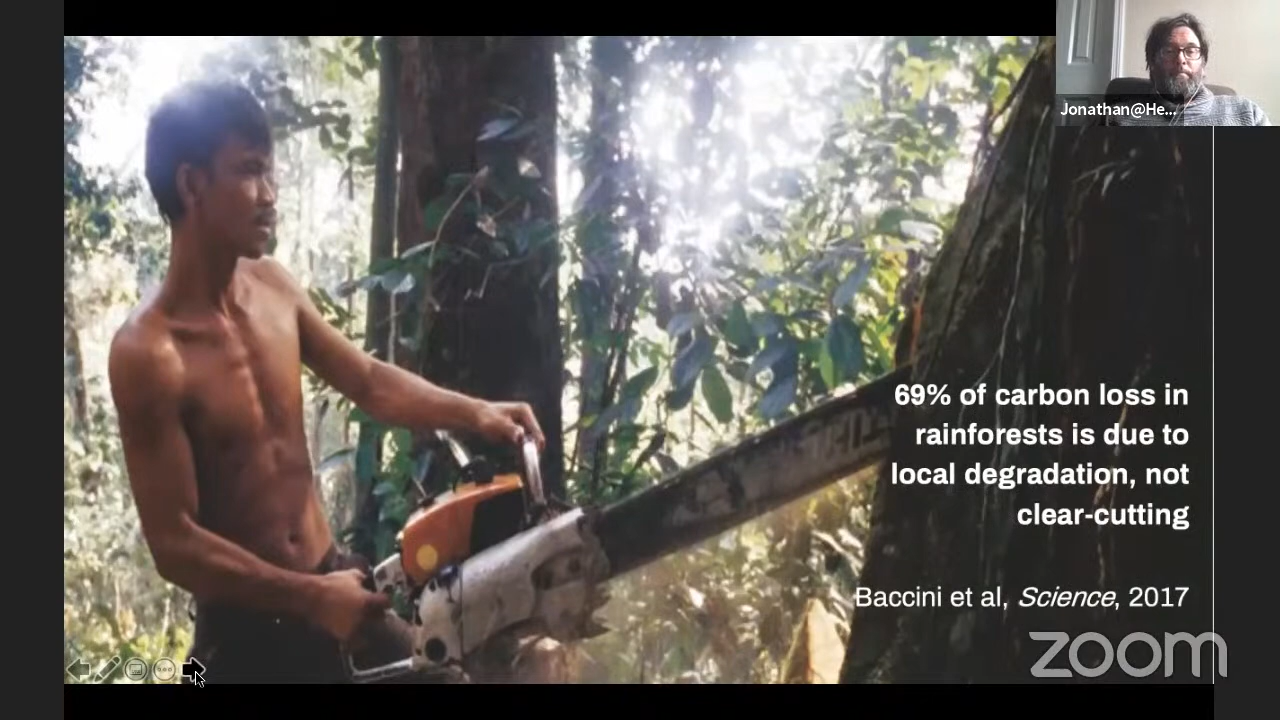 Jonathan@He...
69% of carbon loss in
rainforests is due to
local degradation, not
clear-cutting
Baccini et al, Science, 2017
zoom